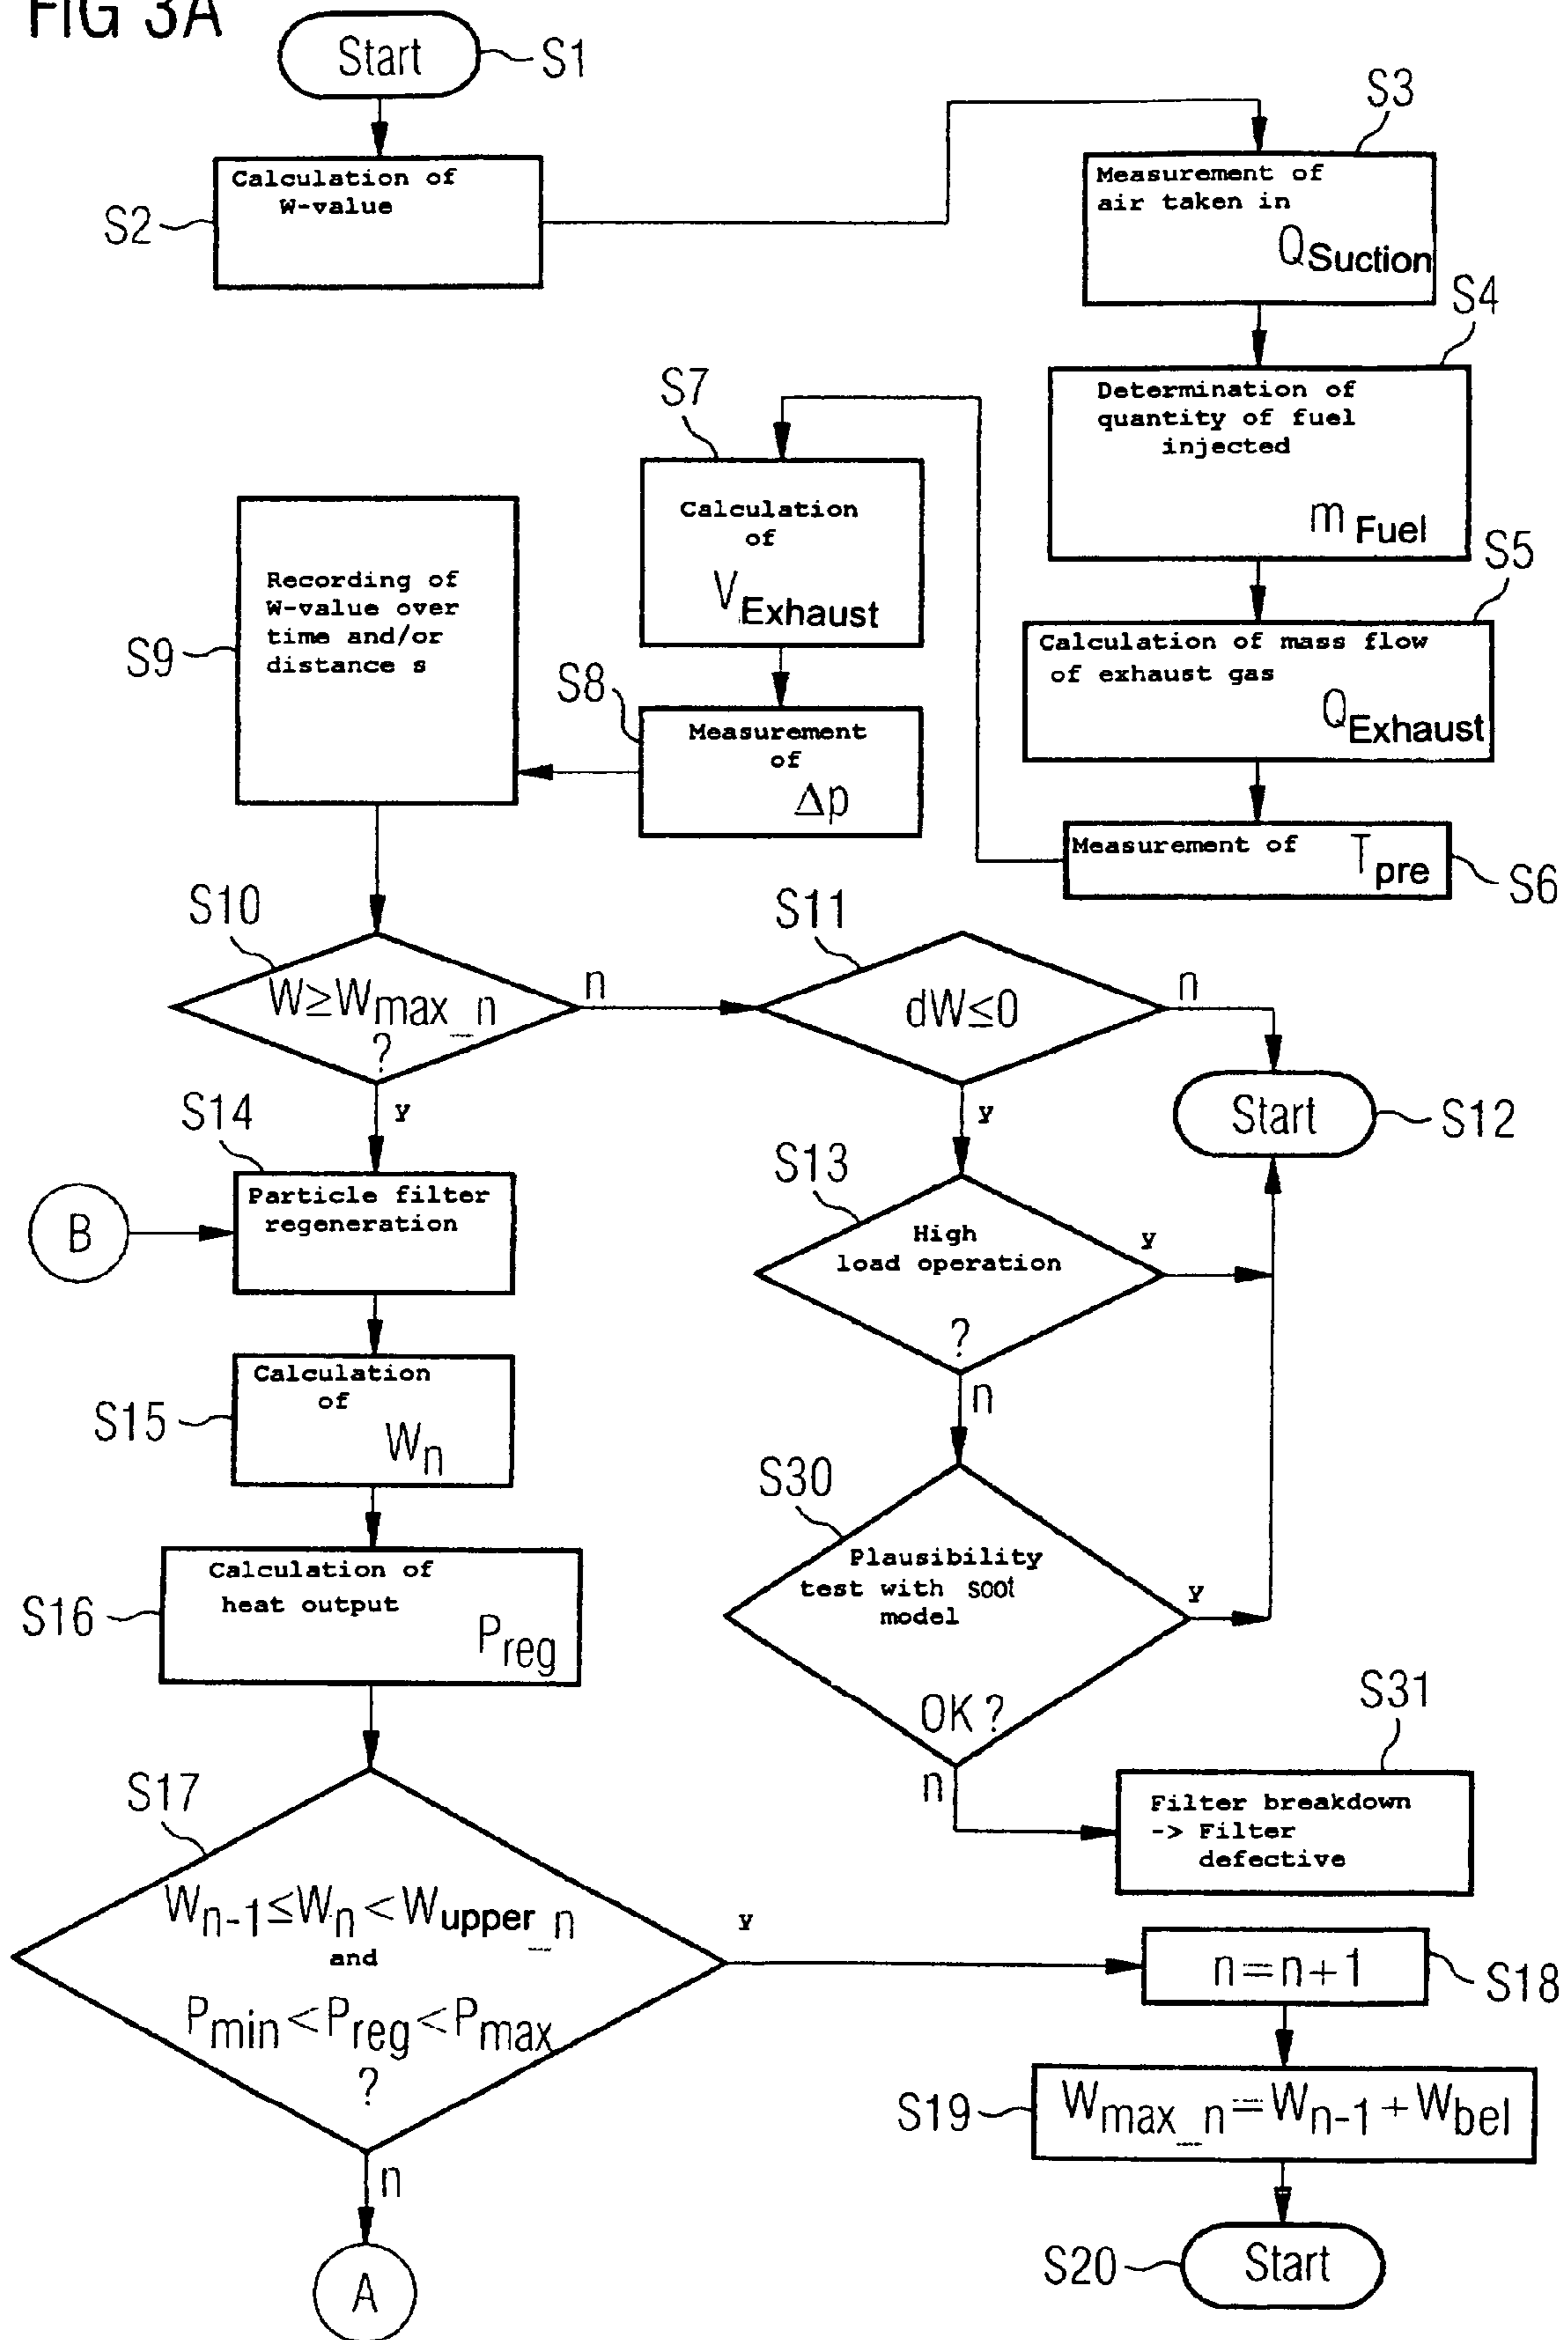 FIG 3A
Start
S1
Calculation of
W-value
S2
S3
Measurement of
air taken in
QSuction
S4
Determination of
quantity of fuel
injected
m Fuel
S5
Calculation of mass flow
of exhaust gas
QExhaust
Measurement of Tpre
S6
S7
Calculation
of
VExhaust
S8
Measurement
of
Δp
S9
Recording of
W-value over
time and/or
distance s
S10
W≥Wmax_n
?
n
y
S11
dW≤0
n
y
Start
S12
S13
High
load operation
?
y
n
S14
Particle filter
regeneration
B
S15
Calculation
of
Wn
S30
Plausibility
test with soot
model
OK?
y
n
S16
Calculation of
heat output
Preg
S31
Filter breakdown
-> Filter
defective
S17
Wn-1≤Wn<Wupper_n
and
Pmin<Preg<Pmax
?
y
n
n=n+1
S18
S19
Wmax_n=Wn-1+Wbel
S20
Start
A